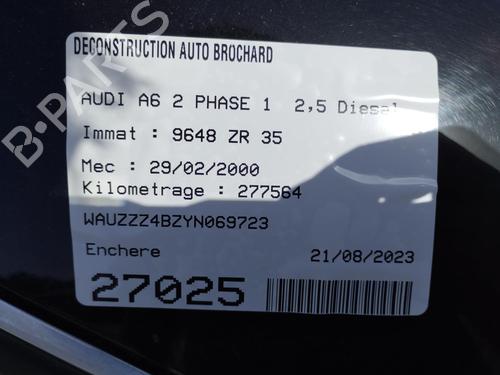 DECONSTRUCTION AUTO BROCHARD
AUDI A6 2 PHASE 1 2,5 Diesel
Immat : 9648 ZR 35
Mec : 29/02/2000
Kilometrage : 277564
WAUZZZ4BZYN069723
Enchere 21/08/2023
27025
B-PARTS